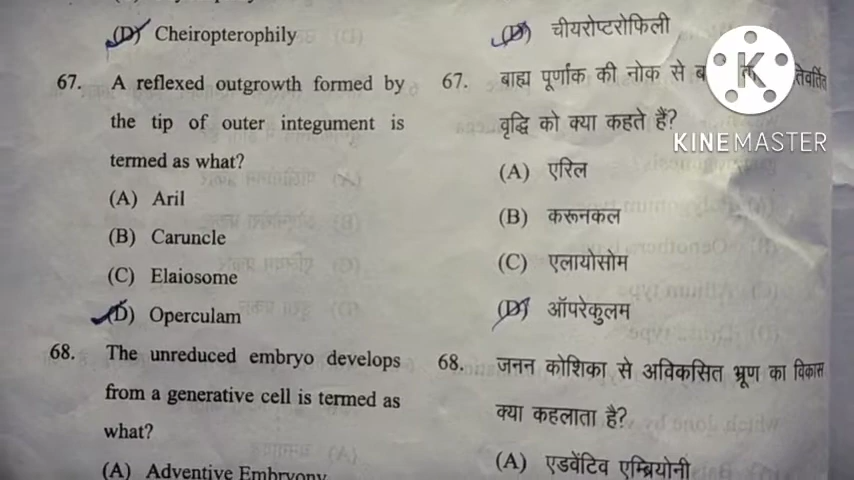 (D) Cheiropterophily
67. A reflexed outgrowth formed by
the tip of outer integument is
termed as what?
(A) Aril
(B) Caruncle
(C) Elaiosome
(D) Operculam
68. The unreduced embryo develops
from a generative cell is termed as
what?
(A) Adventive Embryony
(D) चीयरोप्टरोफिली
67. बाह्य पूर्णांक की नोक से
वृद्धि को क्या कहते हैं?
(A) एरिल
(B) करूनकल
(C) एलायोसोम
(D) ऑपरेकुलम
68. जनन कोशिका से अविकसित भ्रूण का विकास
क्या कहलाता है?
(A) एडवेंटिव एम्ब्रियोनी
K
KINEMASTER